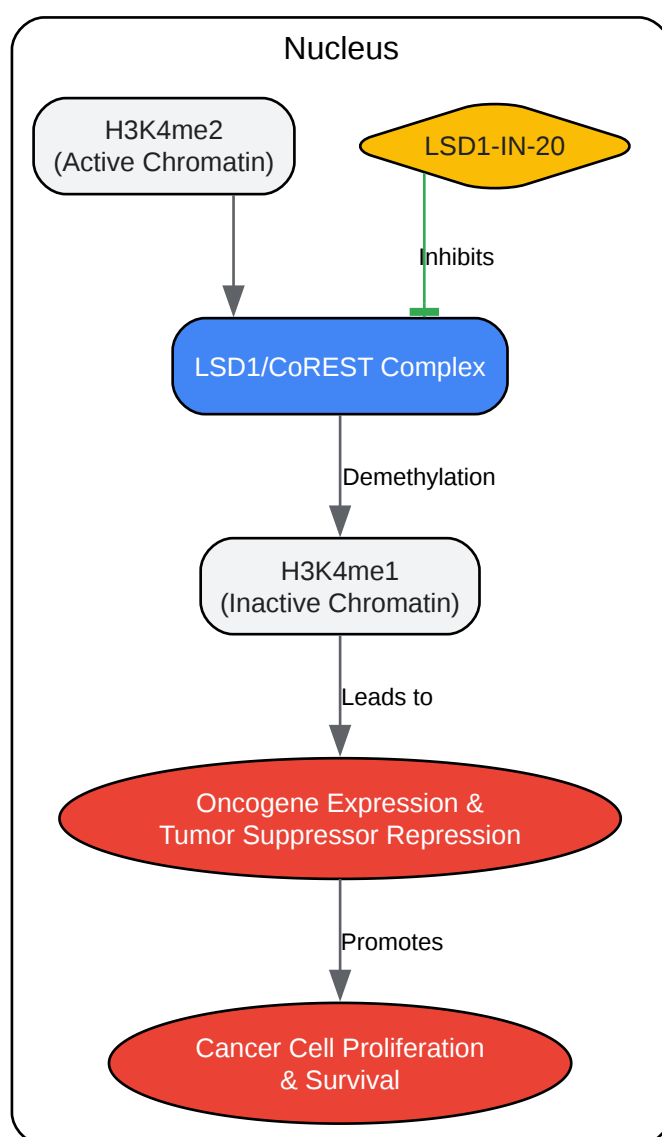 Nucleus
H3K4me2
(Active Chromatin)
LSD1-IN-20
Inhibits
LSD1/CoREST Complex
Demethylation
H3K4me1
(Inactive Chromatin)
Leads to
Oncogene Expression &
Tumor Suppressor Repression
Promotes
Cancer Cell Proliferation
& Survival